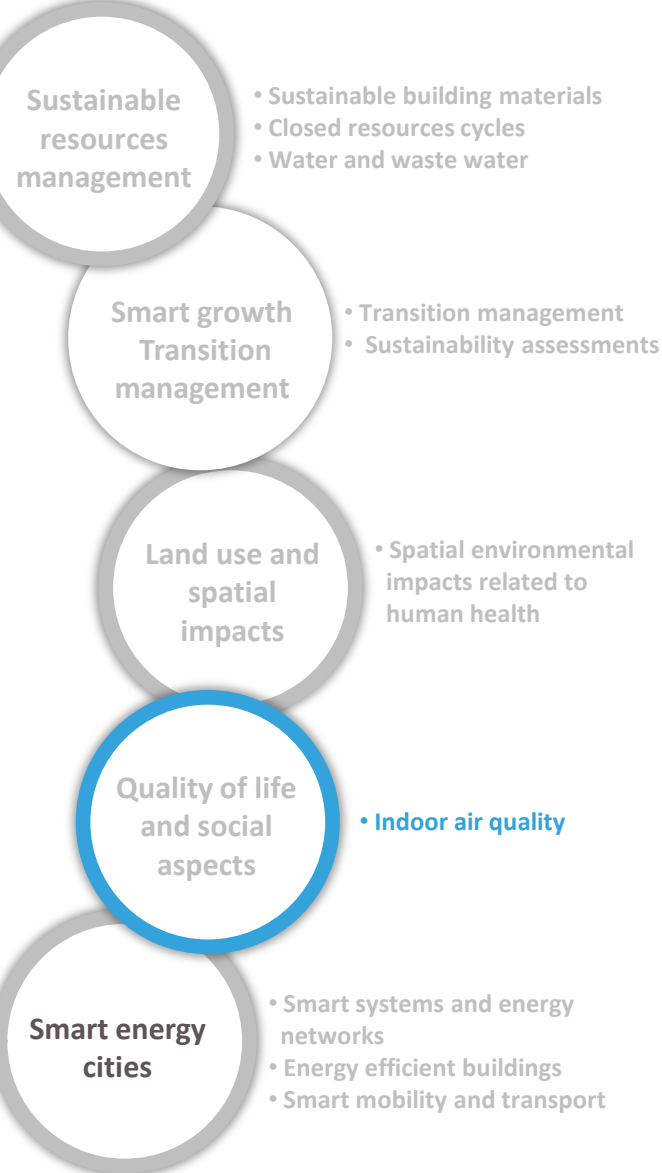 Sustainable
resources
management
• Sustainable building materials
• Closed resources cycles
• Water and waste water
Smart growth
Transition
management
• Transition management
• Sustainability assessments
Land use and
spatial
impacts
• Spatial environmental
impacts related to
human health
Quality of life
and social
aspects
• Indoor air quality
Smart energy
cities
• Smart systems and energy
networks
• Energy efficient buildings
• Smart mobility and transport